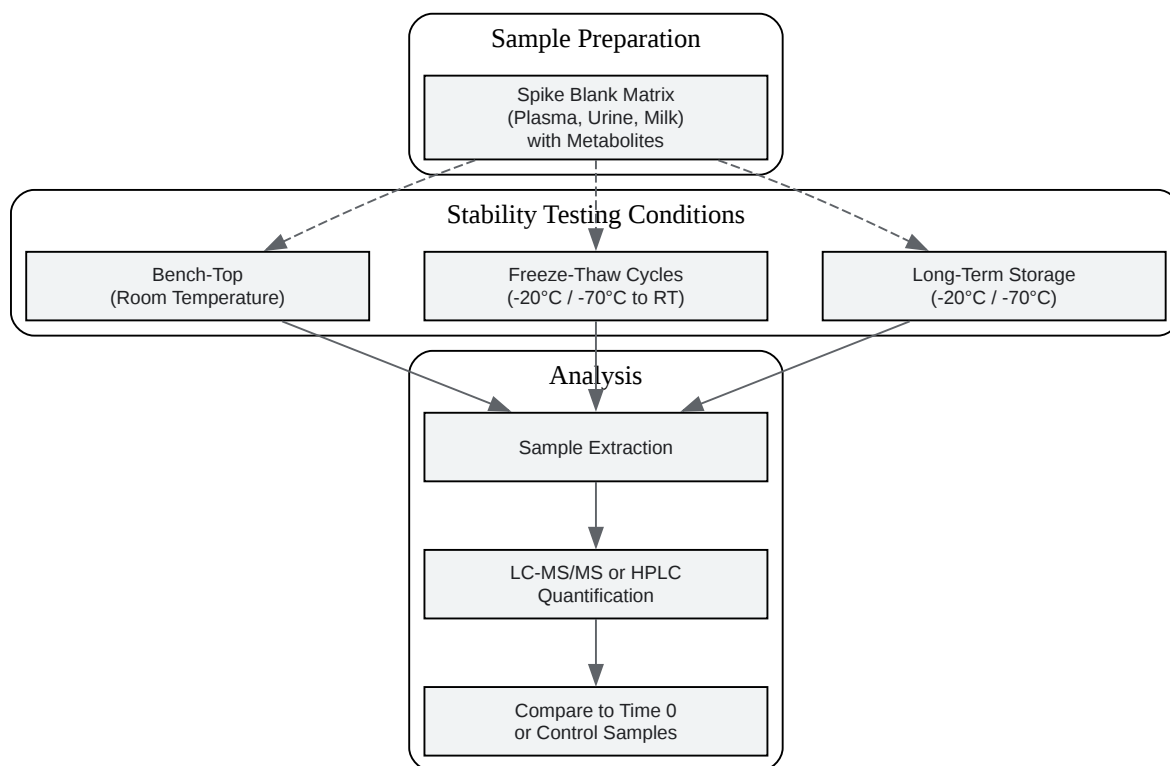 Sample Preparation
Spike Blank Matrix
(Plasma, Urine, Milk)
with Metabolites
Stability Testing Conditions
Bench-Top
(Room Temperature)
Freeze-Thaw Cycles
(-20°C / -70°C to RT)
Long-Term Storage
(-20°C / -70°C)
Analysis
Sample Extraction
LC-MS/MS or HPLC
Quantification
Compare to Time 0
or Control Samples